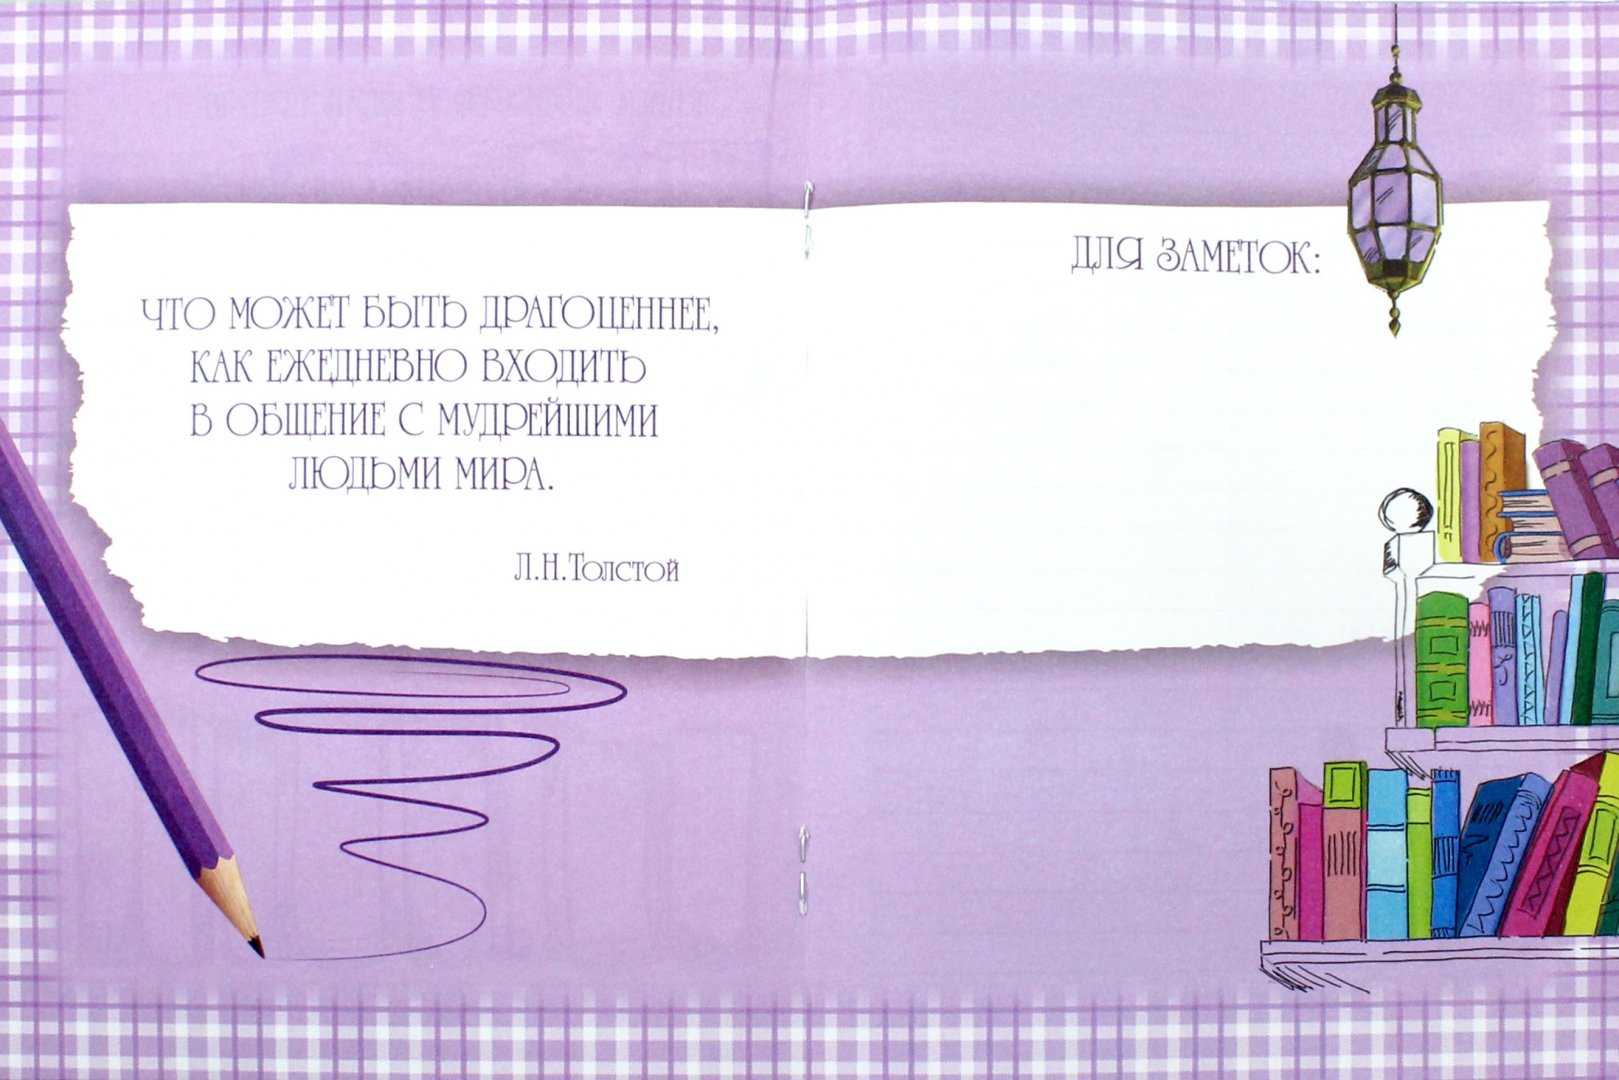 ЧТО МОЖЕТ БЫТЬ ДРАГОЦЕННЕЕ,
КАК ЕЖЕДНЕВНО ВХОДИТЬ
В ОБЩЕНИЕ С МУДРЕЙШИМИ
ЛЮДЬМИ МИРА.
Л.Н.Толстой
ДЛЯ ЗАМЕТОК: